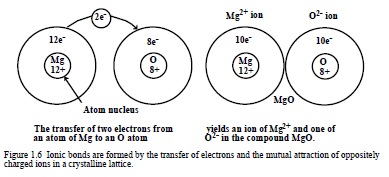 2e-
Mg2+ ion
O2- ion
12e-
8e-
10e-
10e-
Mg
12+
O
8+
Mg
12+
O
8+
MgO
Atom nucleus
The transfer of two electrons from
an atom of Mg to an O atom
yields an ion of Mg2+ and one of
O2- in the compound MgO.
Figure 1.6 Ionic bonds are formed by the transfer of electrons and the mutual attraction of oppositely
charged ions in a crystalline lattice.